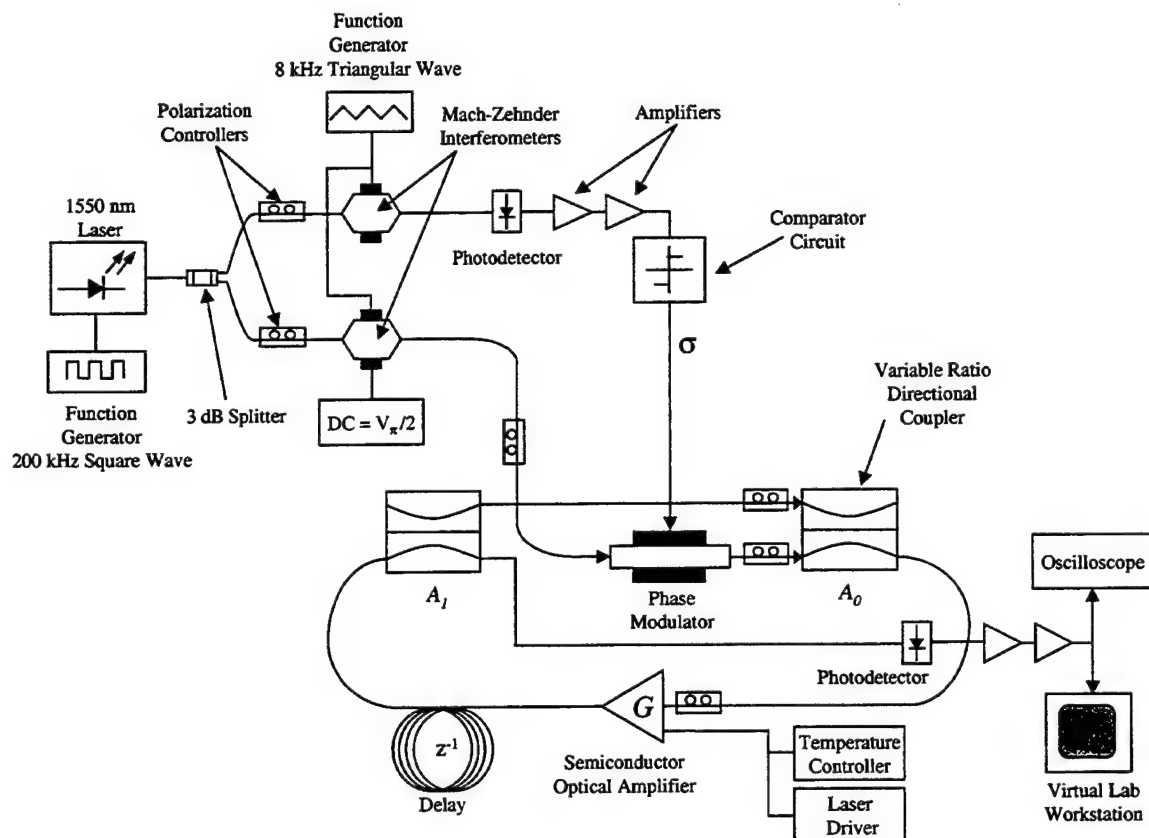 Function
Generator
8 kHz Triangular Wave
Polarization
Controllers
Mach-Zehnder
Interferometers
Amplifiers
1550 nm
Laser
Photodetector
Comparator
Circuit
σ
3 dB Splitter
DC = Vπ/2
Function
Generator
200 kHz Square Wave
Variable Ratio
Directional
Coupler
A1
Phase
Modulator
A0
Oscilloscope
Photodetector
G
z-1
Delay
Semiconductor
Optical Amplifier
Temperature
Controller
Laser
Driver
Virtual Lab
Workstation